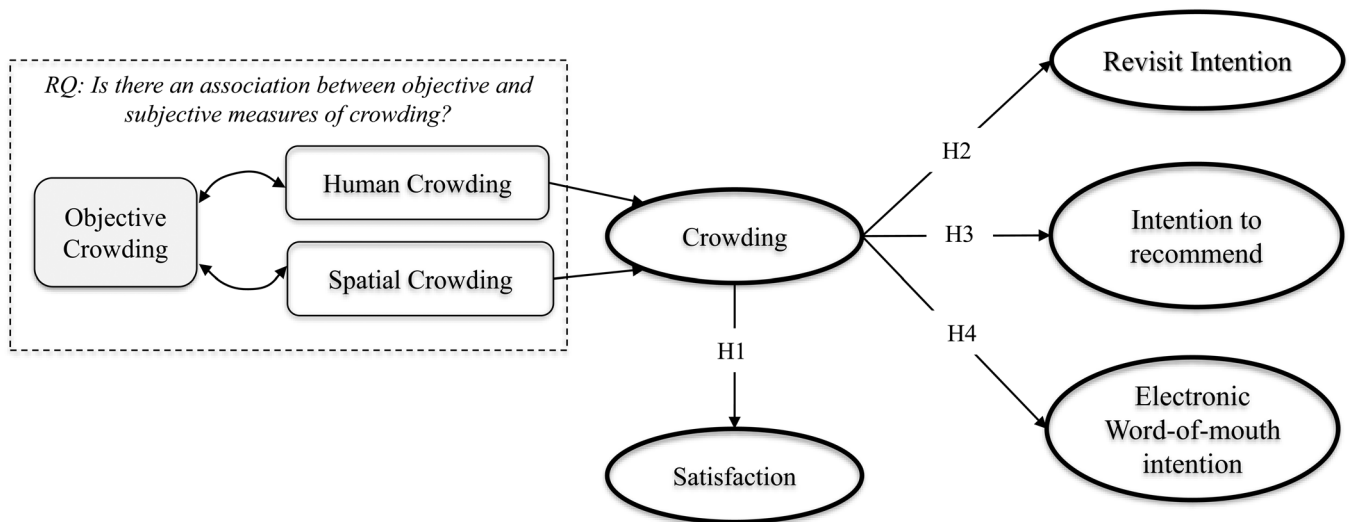 RQ: Is there an association between objective and
subjective measures of crowding?
Objective
Crowding
Human Crowding
Spatial Crowding
Crowding
H1
Satisfaction
H2
Revisit Intention
H3
Intention to
recommend
H4
Electronic
Word-of-mouth
intention